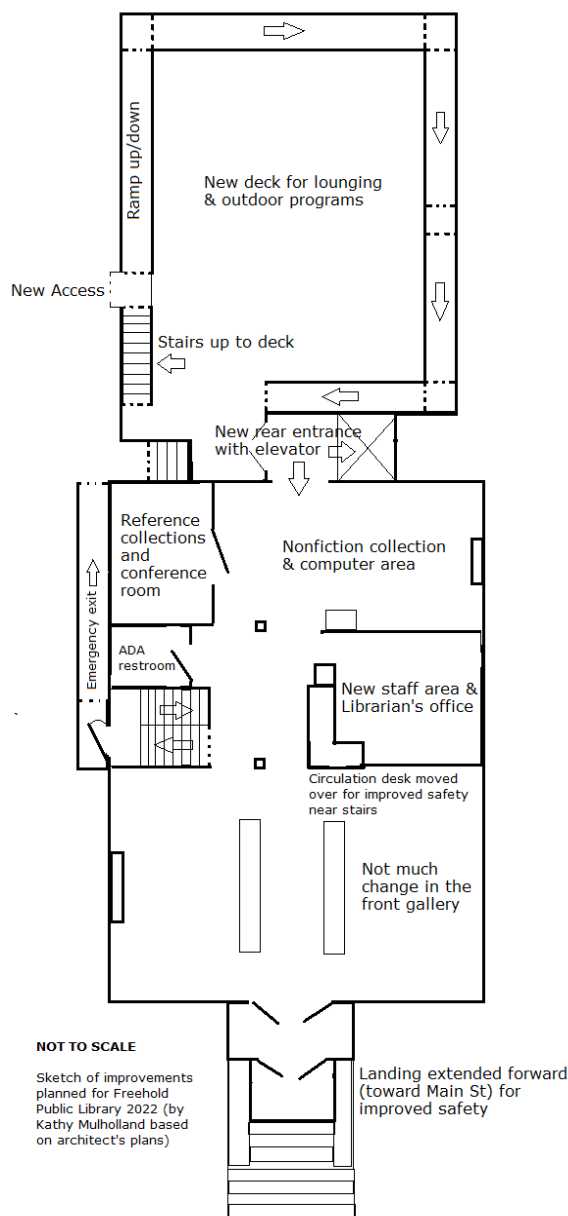 Ramp up/down
New deck for lounging
& outdoor programs
New Access
Stairs up to deck
New rear entrance
with elevator
Reference
collections
and
conference
room
Nonfiction collection
& computer area
Emergency exit
ADA
restroom
New staff area &
Librarian's office
Circulation desk moved
over for improved safety
near stairs
Not much
change in the
front gallery
NOT TO SCALE
Sketch of improvements
planned for Freehold
Public Library 2022 (by
Kathy Mulholland based
on architect's plans)
Landing extended forward
(toward Main St) for
improved safety